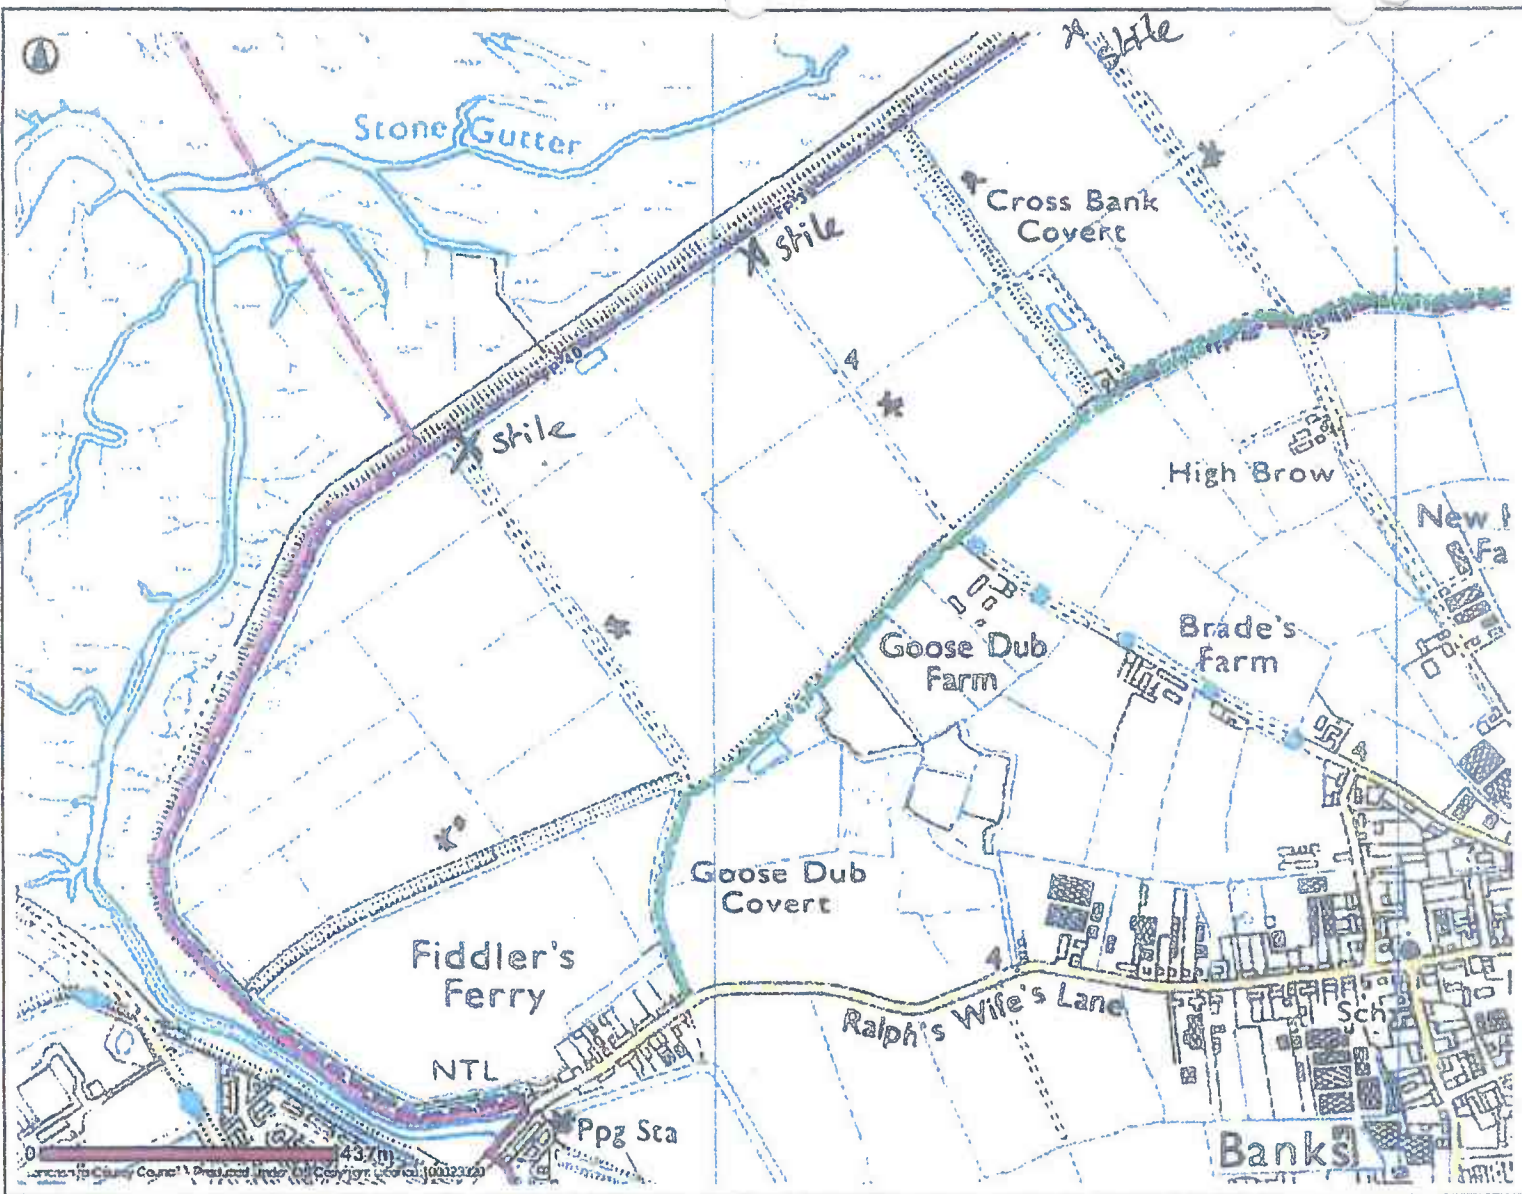 stile
Stone Gutter
Cross Bank
Covert
stile
4
stile
High Brow
New
Fa
Goose Dub
Farm
Brade's
Farm
4
Goose Dub
Covert
Fiddler's
Ferry
4
Ralph's Wife's Lane
Sch
NTL
Ppg Sta
Banks
0 437m